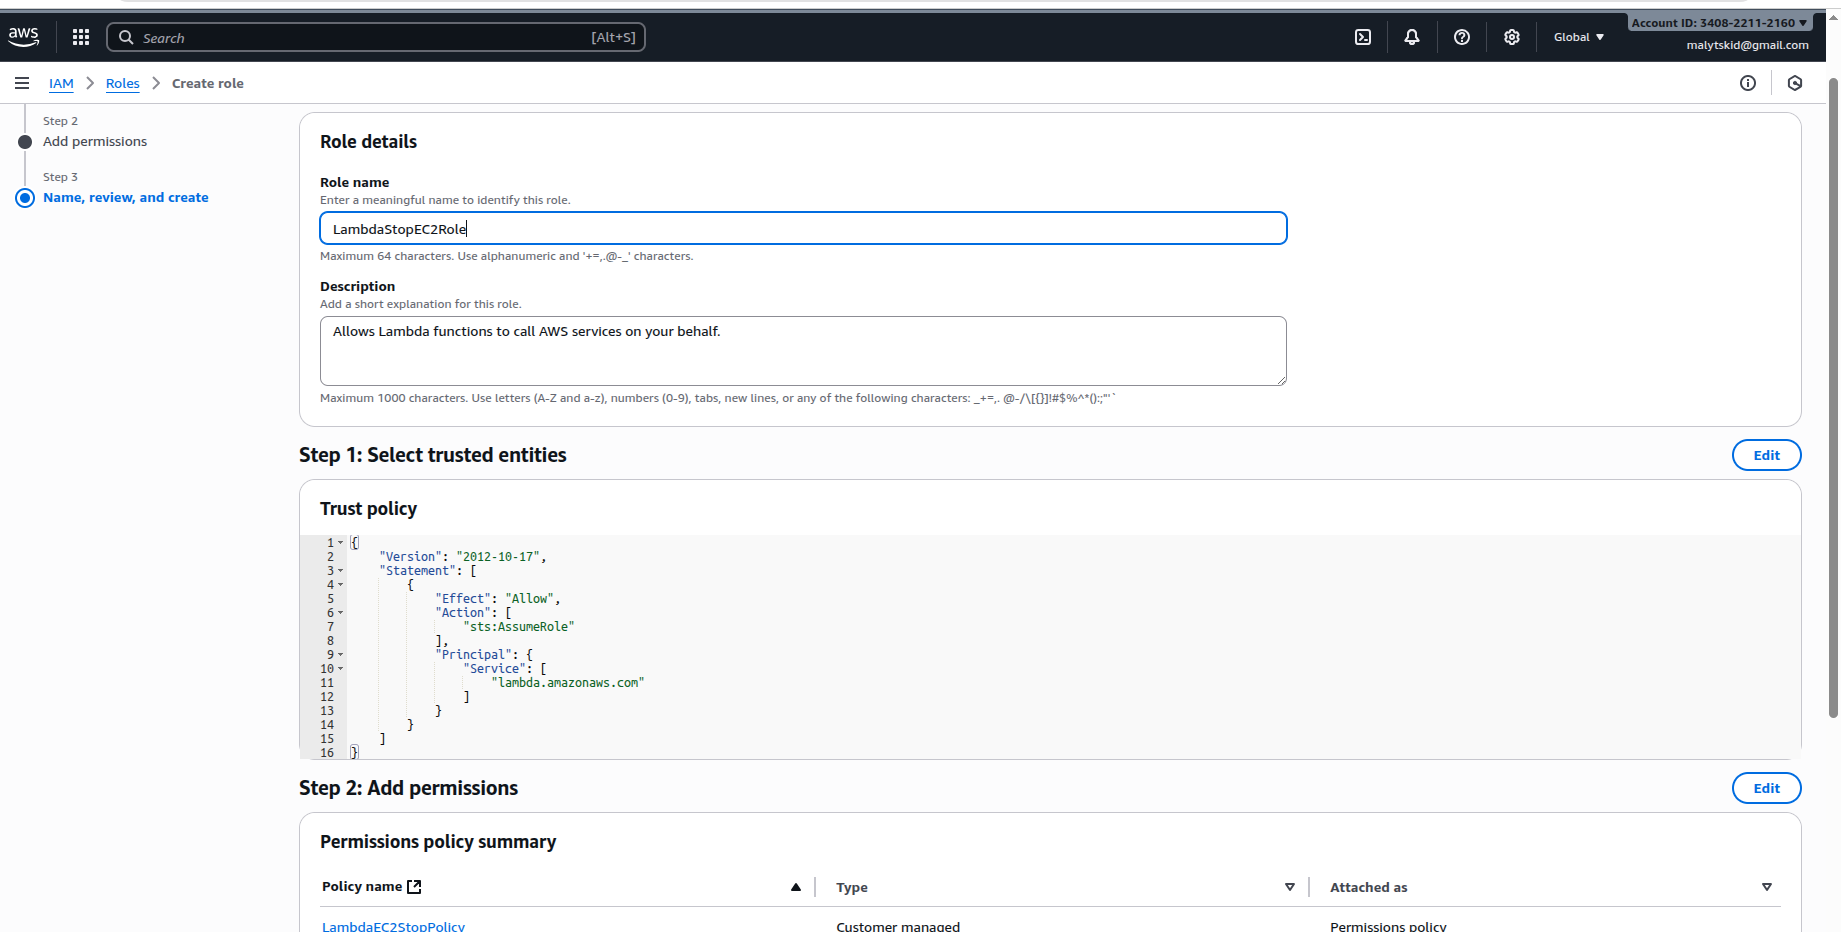 aws
Search [Alt+S]
Global
Account ID: 3408-2211-2160
malytskid@gmail.com
IAM > Roles > Create role
Step 2
Add permissions
Step 3
Name, review, and create
Role details
Role name
Enter a meaningful name to identify this role.
LambdaStopEC2Role
Maximum 64 characters. Use alphanumeric and '+=,.@-_' characters.
Description
Add a short explanation for this role.
Allows Lambda functions to call AWS services on your behalf.
Maximum 1000 characters. Use letters (A-Z and a-z), numbers (0-9), tabs, new lines, or any of the following characters: _+=,. @-/\[{}]!#$%^*();:"'`
Step 1: Select trusted entities
Edit
Trust policy
1 {
2 "Version": "2012-10-17",
3 "Statement": [
4 {
5 "Effect": "Allow",
6 "Action": [
7 "sts:AssumeRole"
8 ],
9 "Principal": {
10 "Service": [
11 "lambda.amazonaws.com"
12 ]
13 }
14 }
15 ]
16 }
Step 2: Add permissions
Edit
Permissions policy summary
Policy name Type Attached as
LambdaEC2StopPolicy Customer managed Permissions policy